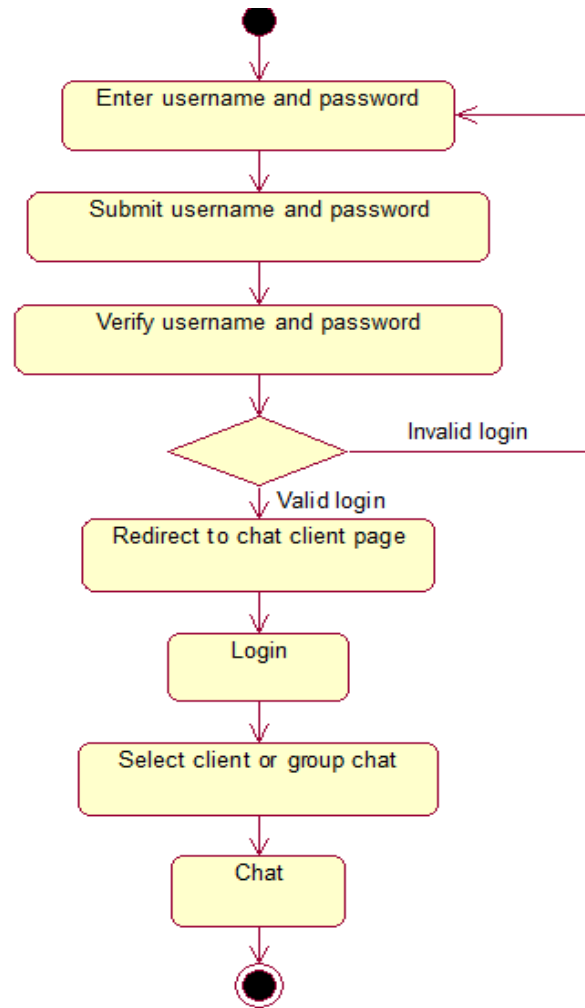 Enter username and password
Submit username and password
Verify username and password
Invalid login
Valid login
Redirect to chat client page
Login
Select client or group chat
Chat